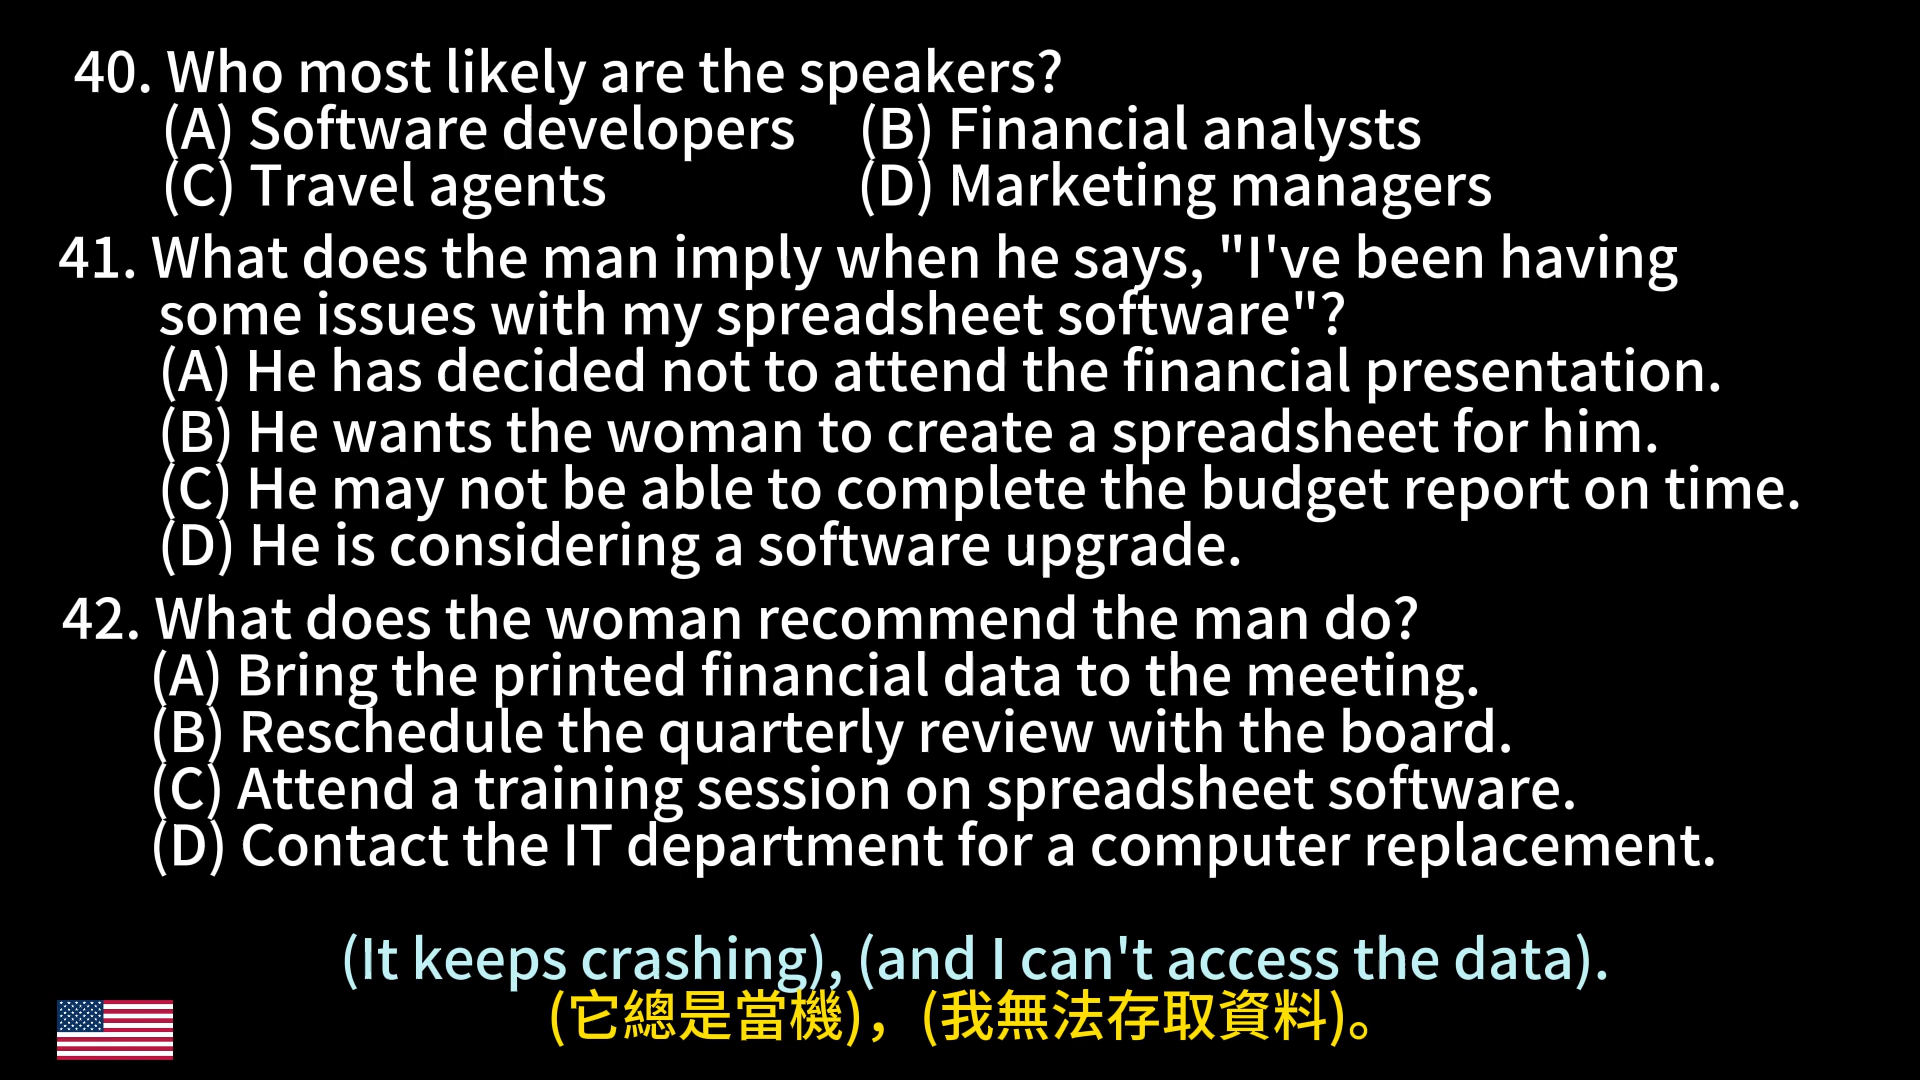 40. Who most likely are the speakers?
(A) Software developers (B) Financial analysts
(C) Travel agents (D) Marketing managers
41. What does the man imply when he says, "I've been having
some issues with my spreadsheet software"?
(A) He has decided not to attend the financial presentation.
(B) He wants the woman to create a spreadsheet for him.
(C) He may not be able to complete the budget report on time.
(D) He is considering a software upgrade.
42. What does the woman recommend the man do?
(A) Bring the printed financial data to the meeting.
(B) Reschedule the quarterly review with the board.
(C) Attend a training session on spreadsheet software.
(D) Contact the IT department for a computer replacement.
(It keeps crashing), (and I can't access the data).
(它總是當機)，(我無法存取資料)。